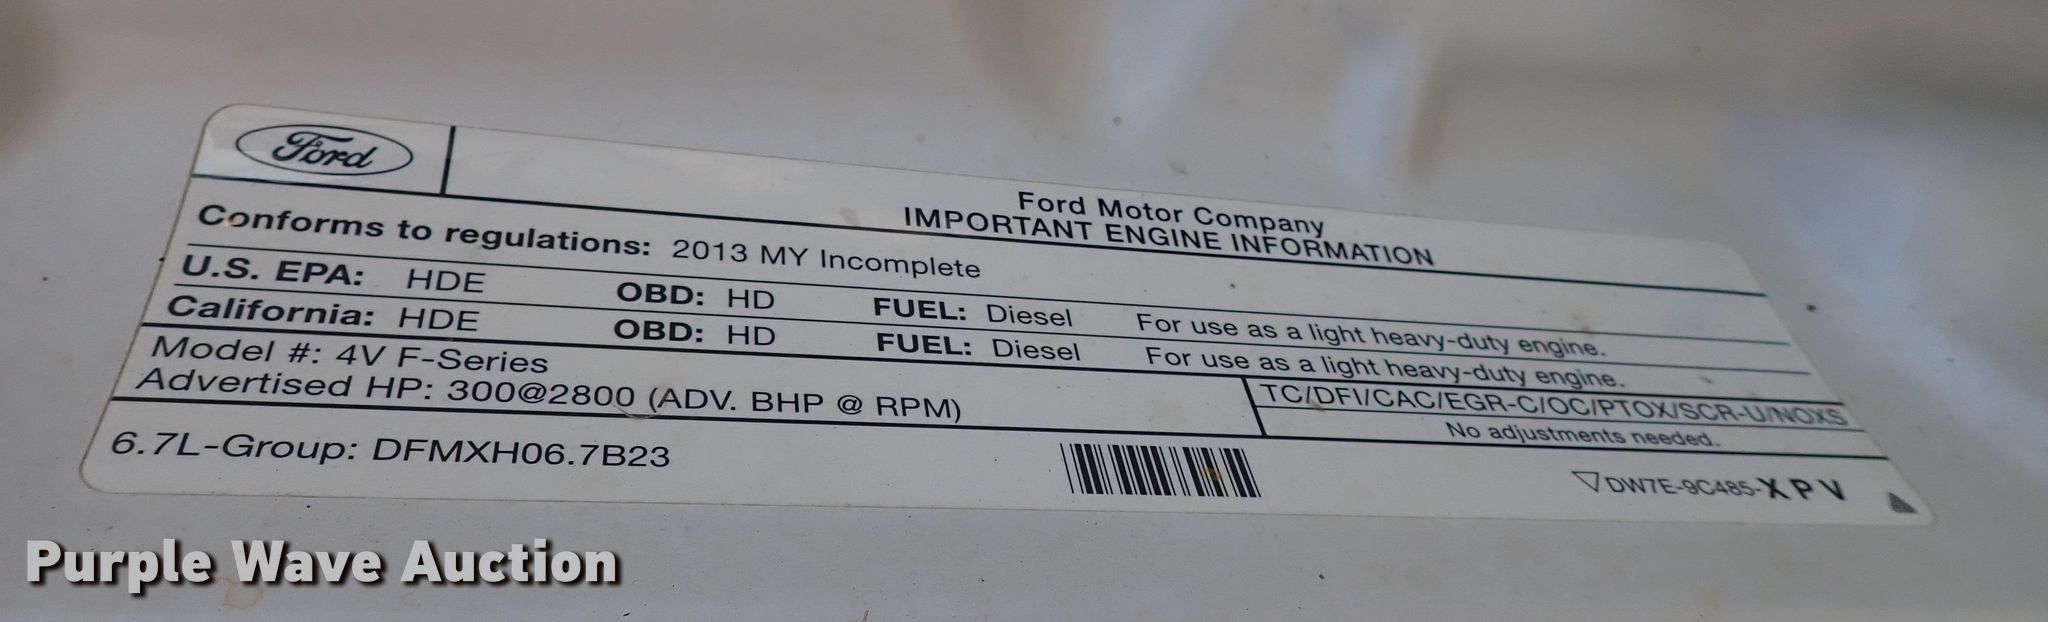 Ford
Ford Motor Company
IMPORTANT ENGINE INFORMATION
Conforms to regulations: 2013 MY Incomplete
U.S. EPA: HDE OBD: HD FUEL: Diesel For use as a light heavy-duty engine.
California: HDE OBD: HD FUEL: Diesel For use as a light heavy-duty engine.
Model #: 4V F-Series
Advertised HP: 300@2800 (ADV. BHP @ RPM)
TC/DFI/CAC/EGR-C/OC/PTOX/SCR-U/NOXS
No adjustments needed.
6.7L-Group: DFMXH06.7B23
DW7E-9C485-XPV
Purple Wave Auction